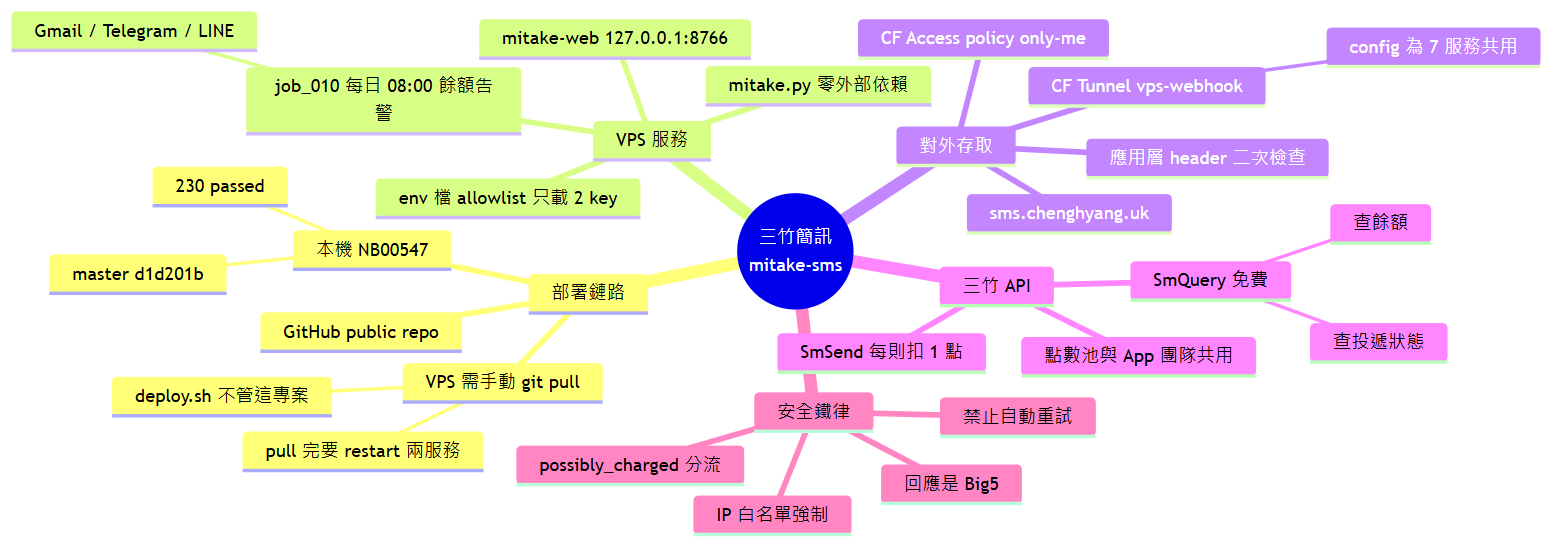 三竹簡訊
mitake-sms
VPS 服務
mitake-web 127.0.0.1:8766
mitake.py 零外部依賴
job_010 每日 08:00 餘額告
警
Gmail / Telegram / LINE
env 檔 allowlist 只載 2 key
部署鏈路
本機 NB00547
230 passed
master d1d201b
GitHub public repo
VPS 需手動 git pull
deploy.sh 不管這專案
pull 完要 restart 兩服務
對外存取
CF Access policy only-me
CF Tunnel vps-webhook
config 為 7 服務共用
應用層 header 二次檢查
sms.chenghyang.uk
三竹 API
SmQuery 免費
查餘額
查投遞狀態
SmSend 每則扣 1 點
點數池與 App 團隊共用
安全鐵律
禁止自動重試
possibly_charged 分流
IP 白名單強制
回應是 Big5